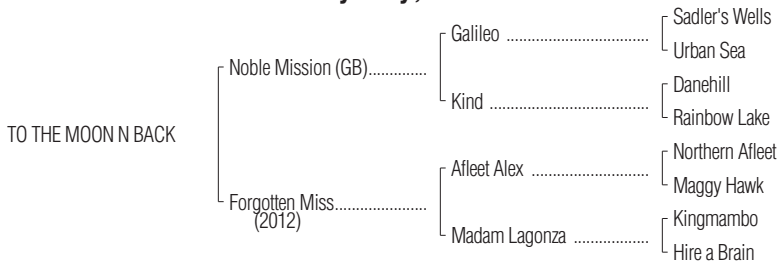 Sadler's Wells
Galileo ......................................
Urban Sea
Noble Mission (GB)..............
Danehill
Kind ..........................................
Rainbow Lake
TO THE MOON N BACK
Northern Afleet
Afleet Alex ...............................
Maggy Hawk
Forgotten Miss......................
(2012)
Kingmambo
Madam Lagonza ....................
Hire a Brain